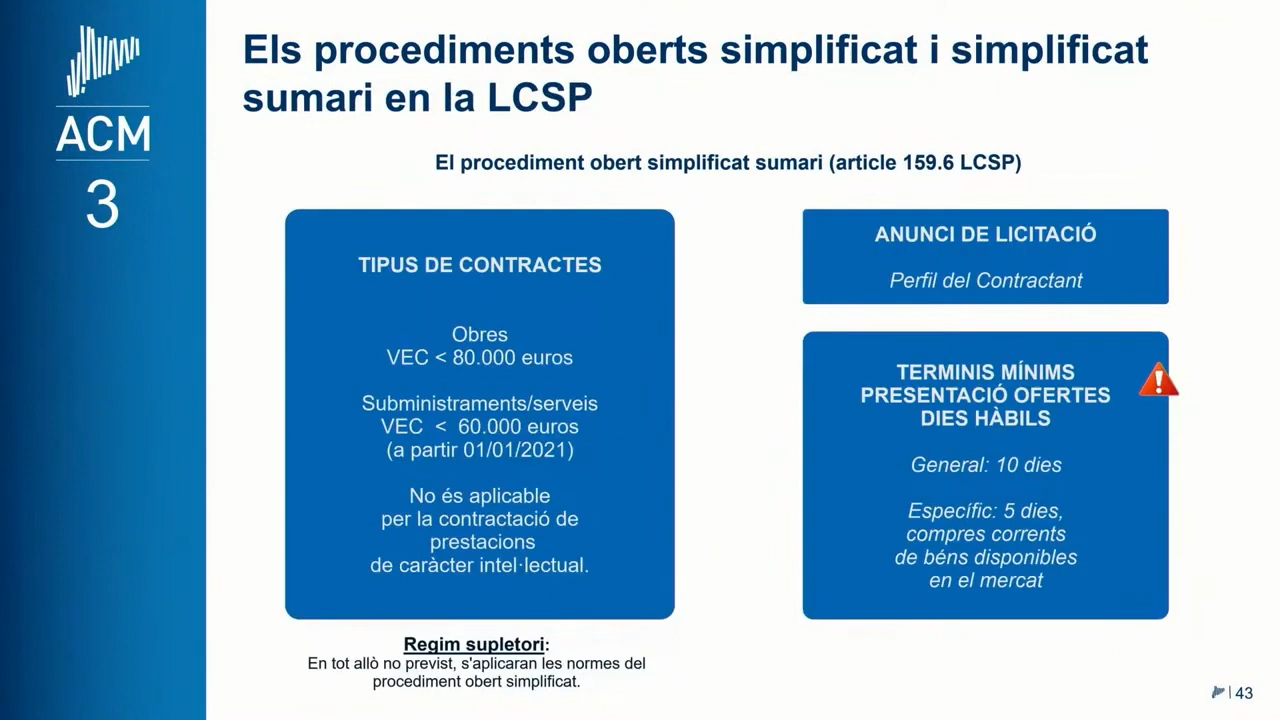 ACM
3
Els procediments oberts simplificat i simplificat
sumari en la LCSP
El procediment obert simplificat sumari (article 159.6 LCSP)
TIPUS DE CONTRACTES
Obres
VEC < 80.000 euros
Subministraments/serveis
VEC < 60.000 euros
(a partir 01/01/2021)
No és aplicable
per la contractació de
prestacions
de caràcter intel·lectual.
Regim supletori:
En tot allò no previst, s'aplicaran les normes del
procediment obert simplificat.
ANUNCI DE LICITACIÓ
Perfil del Contractant
TERMINIS MÍNIMS
PRESENTACIÓ OFERTES
DIES HÀBILS
General: 10 dies
Específic: 5 dies,
compres corrents
de béns disponibles
en el mercat
43